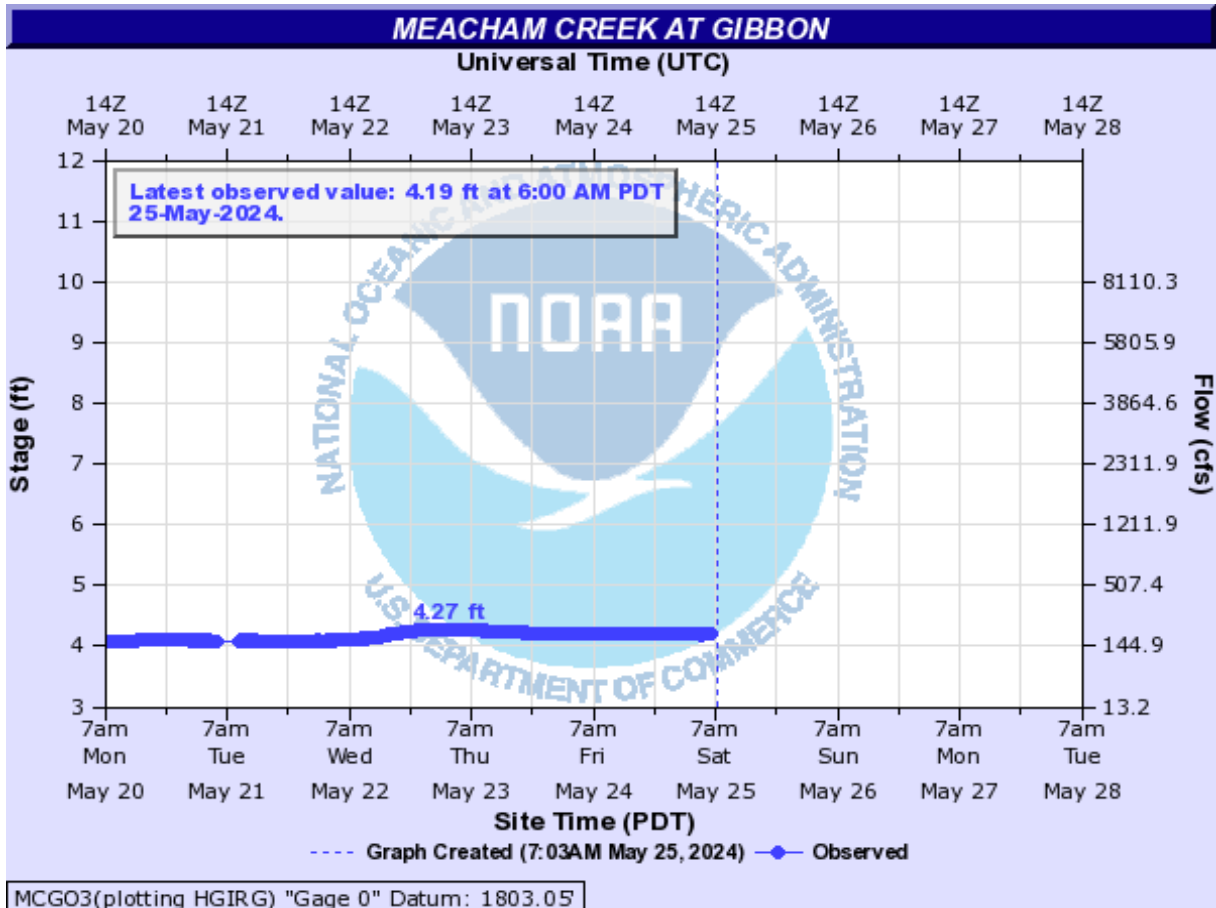 MEACHAM CREEK AT GIBBON
Universal Time (UTC)
14Z 14Z 14Z 14Z 14Z 14Z 14Z 14Z 14Z
May 20 May 21 May 22 May 23 May 24 May 25 May 26 May 27 May 28
Latest observed value: 4.19 ft at 6:00 AM PDT
25-May-2024.
NATIONAL OCEANIC AND ATMOSPHERIC ADMINISTRATION
NOAA
U.S. DEPARTMENT OF COMMERCE
Stage (ft)
12
11
10
9
8
7
6
5
4
3
4.27 ft
Flow (cfs)
8110.3
5805.9
3864.6
2311.9
1211.9
507.4
144.9
13.2
7am 7am 7am 7am 7am 7am 7am 7am 7am
Mon Tue Wed Thu Fri Sat Sun Mon Tue
May 20 May 21 May 22 May 23 May 24 May 25 May 26 May 27 May 28
Site Time (PDT)
Graph Created (7:03AM May 25, 2024) Observed
MCGO3(plotting HGIRG) "Gage 0" Datum: 1803.05'